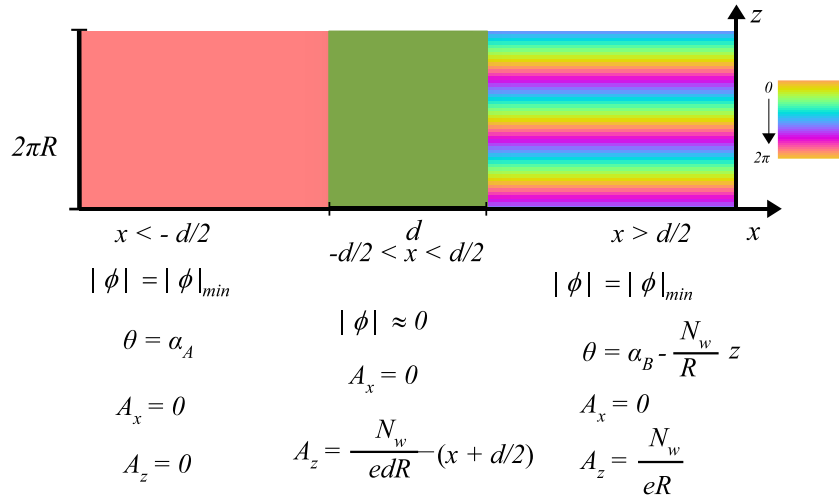 z
0
2π
2πR
x < - d/2
d
-d/2 < x < d/2
x > d/2
x
| ϕ| = | ϕ|min
| ϕ| ≈ 0
| ϕ| = | ϕ|min
θ = αA
Ax = 0
θ = αB - Nw/R z
Ax = 0
Az = Nw/edR (x + d/2)
Ax = 0
Az = 0
Az = Nw/eR